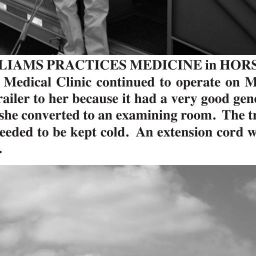 LIAMS PRACTICES MEDICINE in HORS
Medical Clinic continued to operate on M
railer to her because it had a very good gene
she converted to an examining room. The tr
eeded to be kept cold. An extension cord w
.